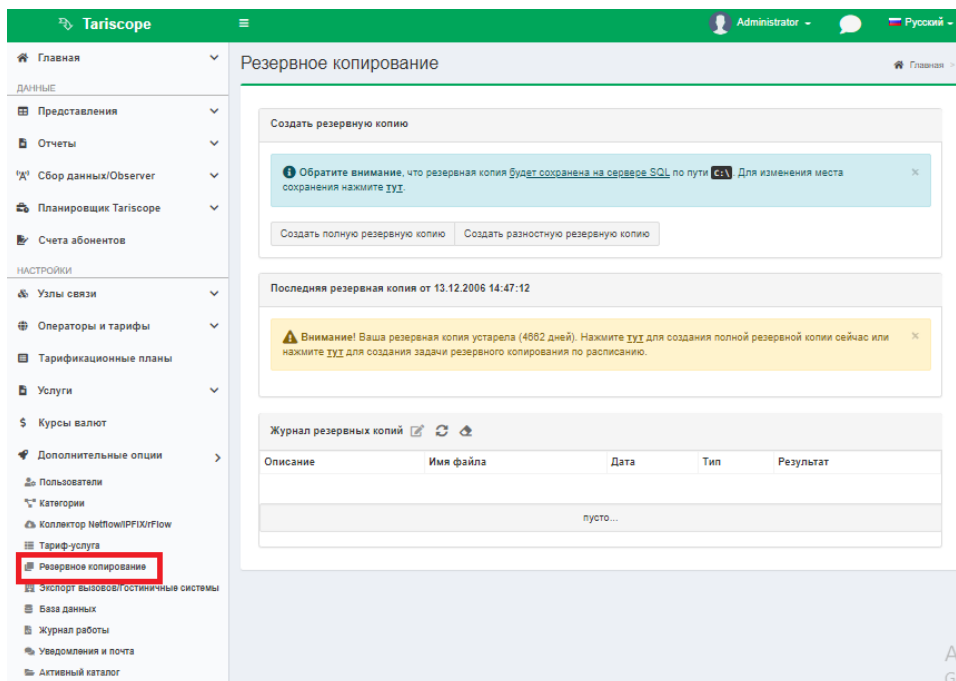 Tariscope
Administrator
Русский
Главная
ДАННЫЕ
Представления
Отчеты
Сбор данных/Observer
Планировщик Tariscope
Счета абонентов
НАСТРОЙКИ
Узлы связи
Операторы и тарифы
Тарификационные планы
Услуги
Курсы валют
Дополнительные опции
Пользователи
Категории
Коллектор Netflow/IPFIX/rFlow
Тариф-услуга
Резервное копирование
Экспорт вызовов/Гостиничные системы
База данных
Журнал работы
Уведомления и почта
Активный каталог
Резервное копирование
Главная >
Создать резервную копию
Обратите внимание, что резервная копия будет сохранена на сервере SQL по пути C:\. Для изменения места
сохранения нажмите тут.
×
Создать полную резервную копию Создать разностную резервную копию
Последняя резервная копия от 13.12.2006 14:47:12
Внимание! Ваша резервная копия устарела (4662 дней). Нажмите тут для создания полной резервной копии сейчас или
нажмите тут для создания задачи резервного копирования по расписанию.
×
Журнал резервных копий
Описание Имя файла Дата Тип Результат
пусто...